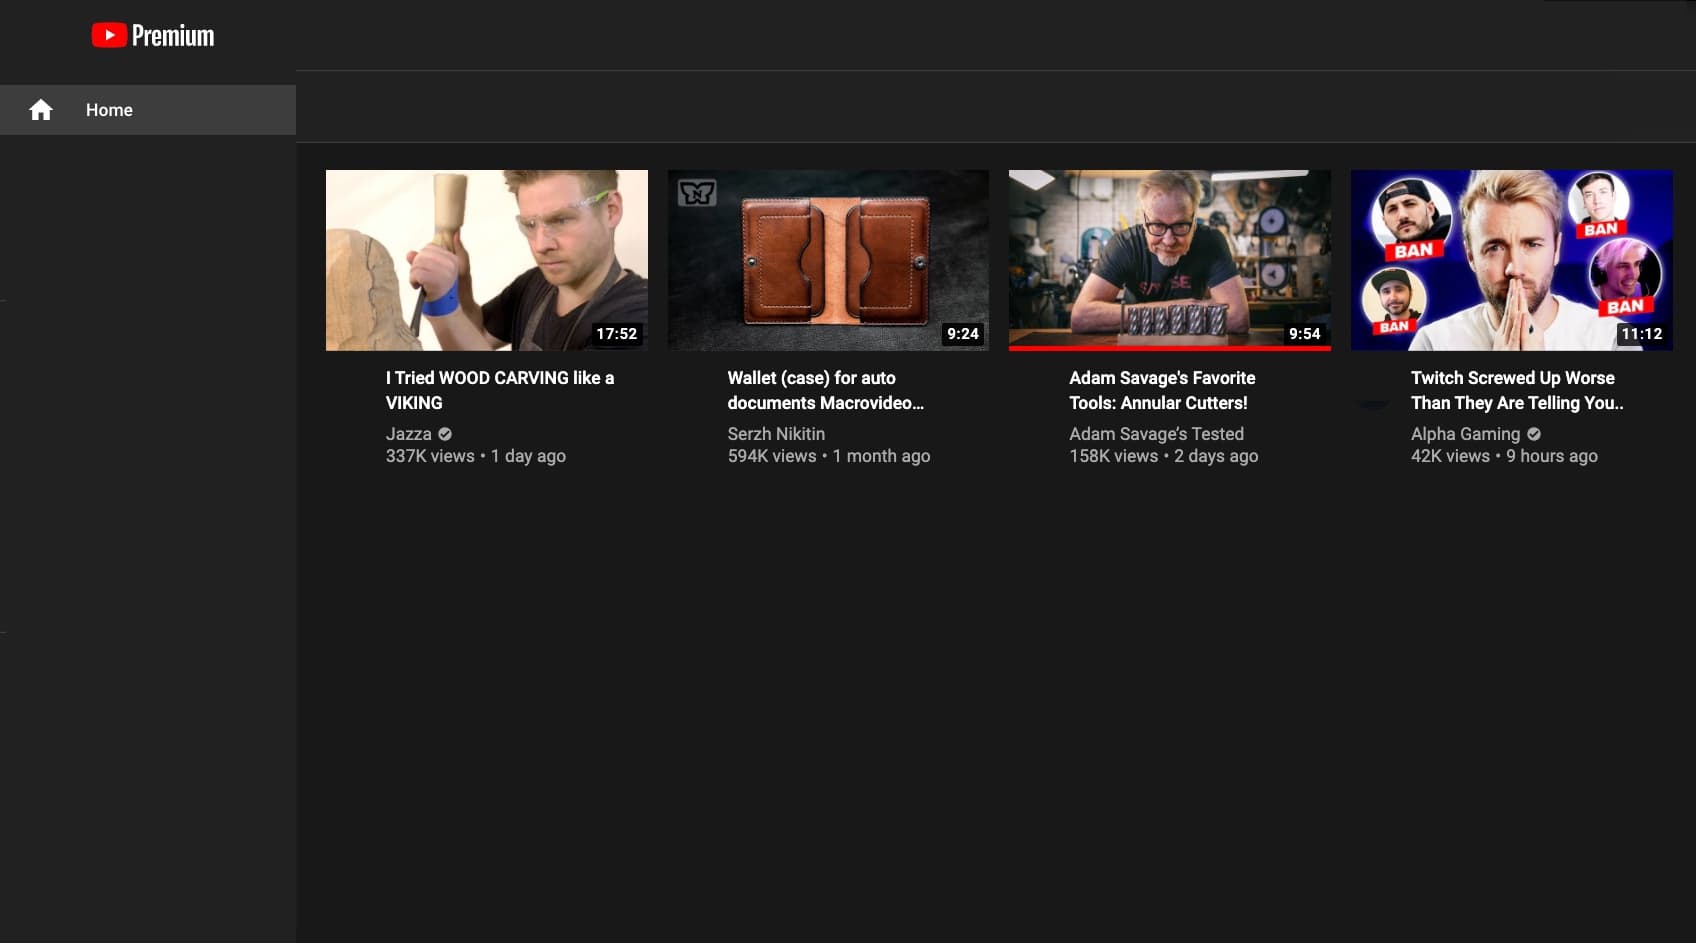 Premium
Home
17:52
9:24
9:54
BAN
BAN
BAN
BAN
11:12
I Tried WOOD CARVING like a
VIKING
Jazza
337K views • 1 day ago
Wallet (case) for auto
documents Macrovideo…
Serzh Nikitin
594K views • 1 month ago
Adam Savage's Favorite
Tools: Annular Cutters!
Adam Savage’s Tested
158K views • 2 days ago
Twitch Screwed Up Worse
Than They Are Telling You..
Alpha Gaming
42K views • 9 hours ago